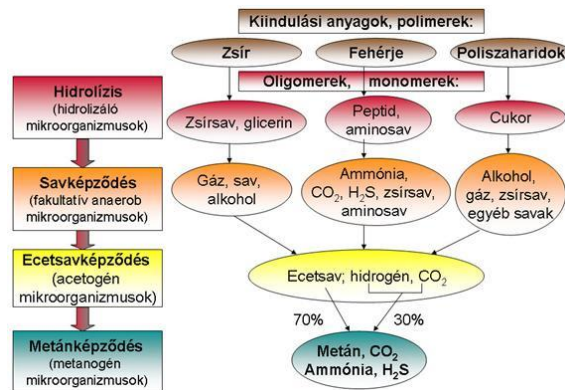 Kiindulási anyagok, polimerek:
Zsír
Fehérje
Poliszaharidok
Hidrolízis
(hidrolizáló
mikroorganizmusok)
Oligomerek, monomerek:
Zsírsav, glicerin
Peptid,
aminosav
Cukor
Savképződés
(fakultatív anaerob
mikroorganizmusok)
Gáz, sav,
alkohol
Ammónia,
CO₂, H₂S, zsírsav,
aminosav
Alkohol,
gáz, zsírsav,
egyéb savak
Ecetsavképződés
(acetogén
mikroorganizmusok)
Ecetsav; hidrogén, CO₂
70%
30%
Metánképződés
(metanogén
mikroorganizmusok)
Metán, CO₂
Ammónia, H₂S